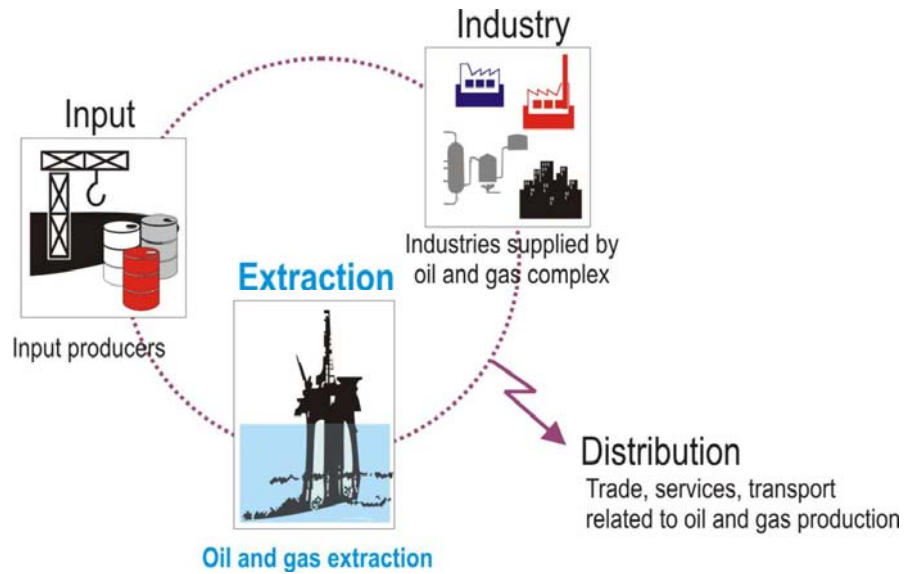 Industry
Input
Industries supplied by
oil and gas complex
Extraction
Input producers
Distribution
Trade, services, transport
related to oil and gas production
Oil and gas extraction